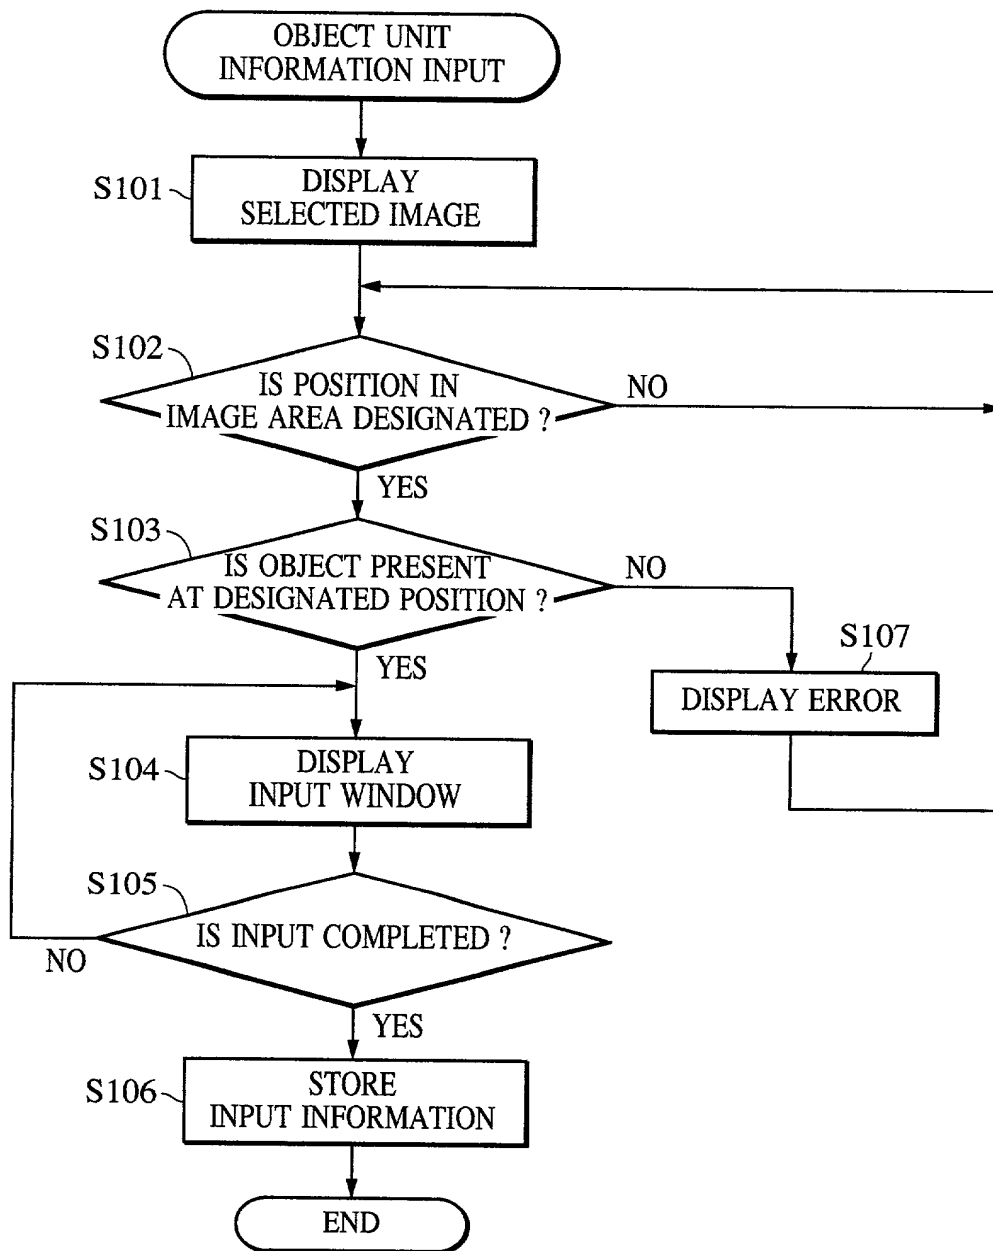 OBJECT UNIT
INFORMATION INPUT
S101
DISPLAY
SELECTED IMAGE
S102
IS POSITION IN
IMAGE AREA DESIGNATED ?
NO
YES
S103
IS OBJECT PRESENT
AT DESIGNATED POSITION ?
NO
YES
S107
DISPLAY ERROR
S104
DISPLAY
INPUT WINDOW
S105
IS INPUT COMPLETED ?
NO
YES
S106
STORE
INPUT INFORMATION
END